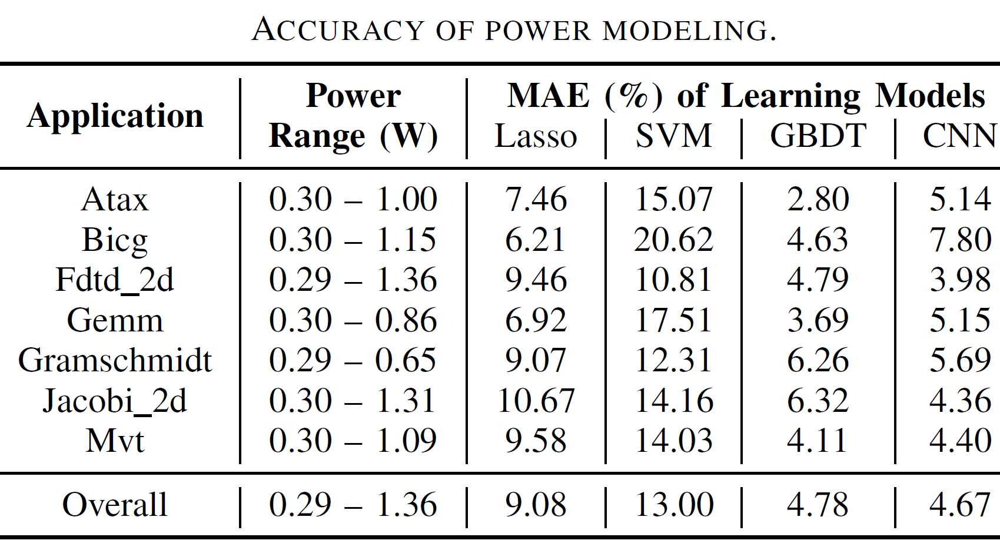 ACCURACY OF POWER MODELING.
Application | Power Range (W) | MAE (%) of Learning Models
Lasso | SVM | GBDT | CNN
Atax | 0.30 – 1.00 | 7.46 | 15.07 | 2.80 | 5.14
Bicg | 0.30 – 1.15 | 6.21 | 20.62 | 4.63 | 7.80
Fdtd_2d | 0.29 – 1.36 | 9.46 | 10.81 | 4.79 | 3.98
Gemm | 0.30 – 0.86 | 6.92 | 17.51 | 3.69 | 5.15
Gramschmidt | 0.29 – 0.65 | 9.07 | 12.31 | 6.26 | 5.69
Jacobi_2d | 0.30 – 1.31 | 10.67 | 14.16 | 6.32 | 4.36
Mvt | 0.30 – 1.09 | 9.58 | 14.03 | 4.11 | 4.40
Overall | 0.29 – 1.36 | 9.08 | 13.00 | 4.78 | 4.67